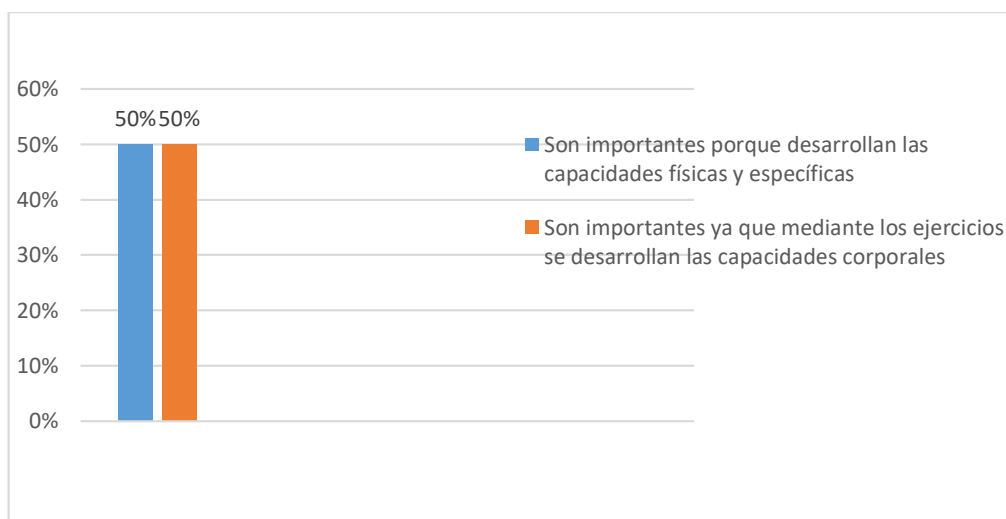 60%
50% 50%
50%
40%
30%
20%
10%
0%
Son importantes porque desarrollan las
capacidades físicas y específicas
Son importantes ya que mediante los ejercicios
se desarrollan las capacidades corporales